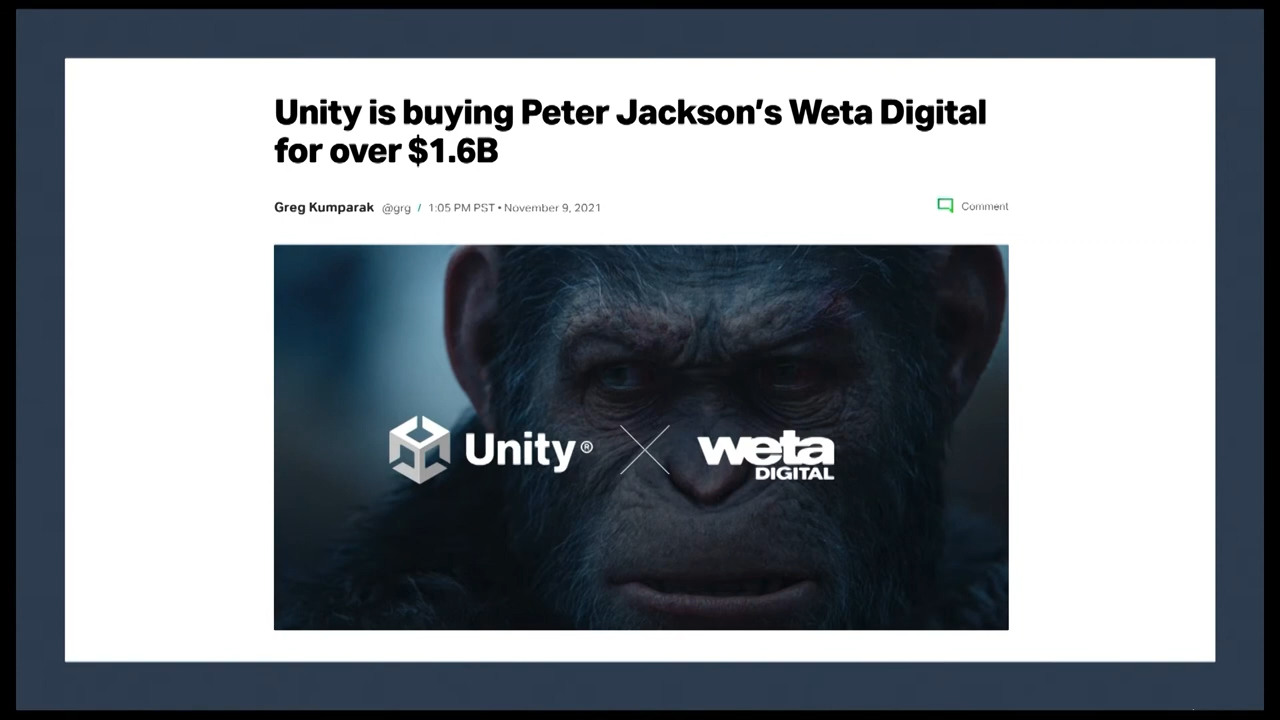 Unity is buying Peter Jackson's Weta Digital
for over $1.6B
Greg Kumparak @grg / 1:05 PM PST • November 9, 2021
Comment
Unity®
weta
DIGITAL